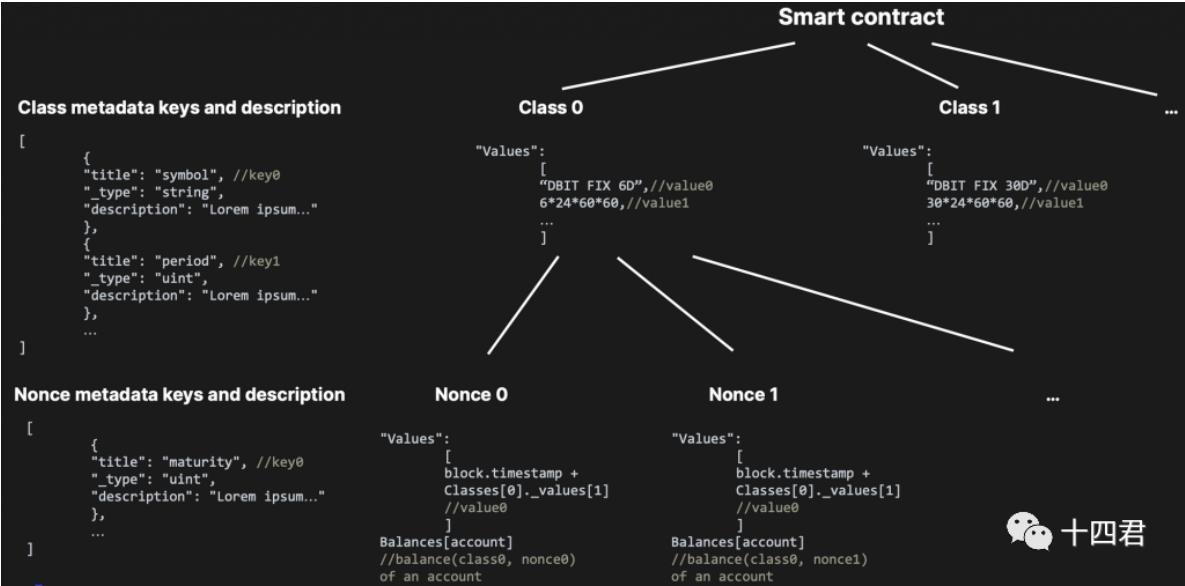 Smart contract
Class metadata keys and description
[
{
"title": "symbol", //key0
"_type": "string",
"description": "Lorem ipsum…"
},
{
"title": "period", //key1
"_type": "uint",
"description": "Lorem ipsum…"
},
…
]
Class 0
"Values":
[
“DBIT FIX 6D”,//value0
6*24*60*60,//value1
…
]
Class 1
"Values":
[
“DBIT FIX 30D”,//value0
30*24*60*60,//value1
…
]
…
Nonce metadata keys and description
[
{
"title": "maturity", //key0
"_type": "uint",
"description": "Lorem ipsum…"
},
…
]
Nonce 0
"Values":
[
block.timestamp +
Classes[0]._values[1]
//value0
]
Balances[account]
//balance(class0, nonce0)
of an account
Nonce 1
"Values":
[
block.timestamp +
Classes[0]._values[1]
//value0
]
Balances[account]
//balance(class0, nonce1)
of an account
…
十四君